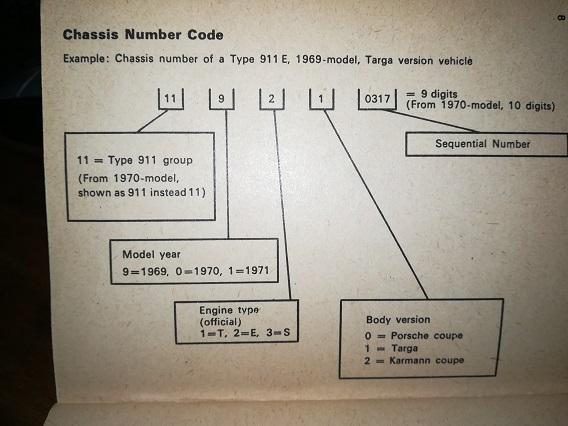 8
Chassis Number Code
Example: Chassis number of a Type 911 E, 1969-model, Targa version vehicle
11 9 2 1 0317 = 9 digits
(From 1970-model, 10 digits)
Sequential Number
11 = Type 911 group
(From 1970-model,
shown as 911 instead 11)
Model year
9=1969, 0=1970, 1=1971
Engine type
(official)
1=T, 2=E, 3=S
Body version
0 = Porsche coupe
1 = Targa
2 = Karmann coupe